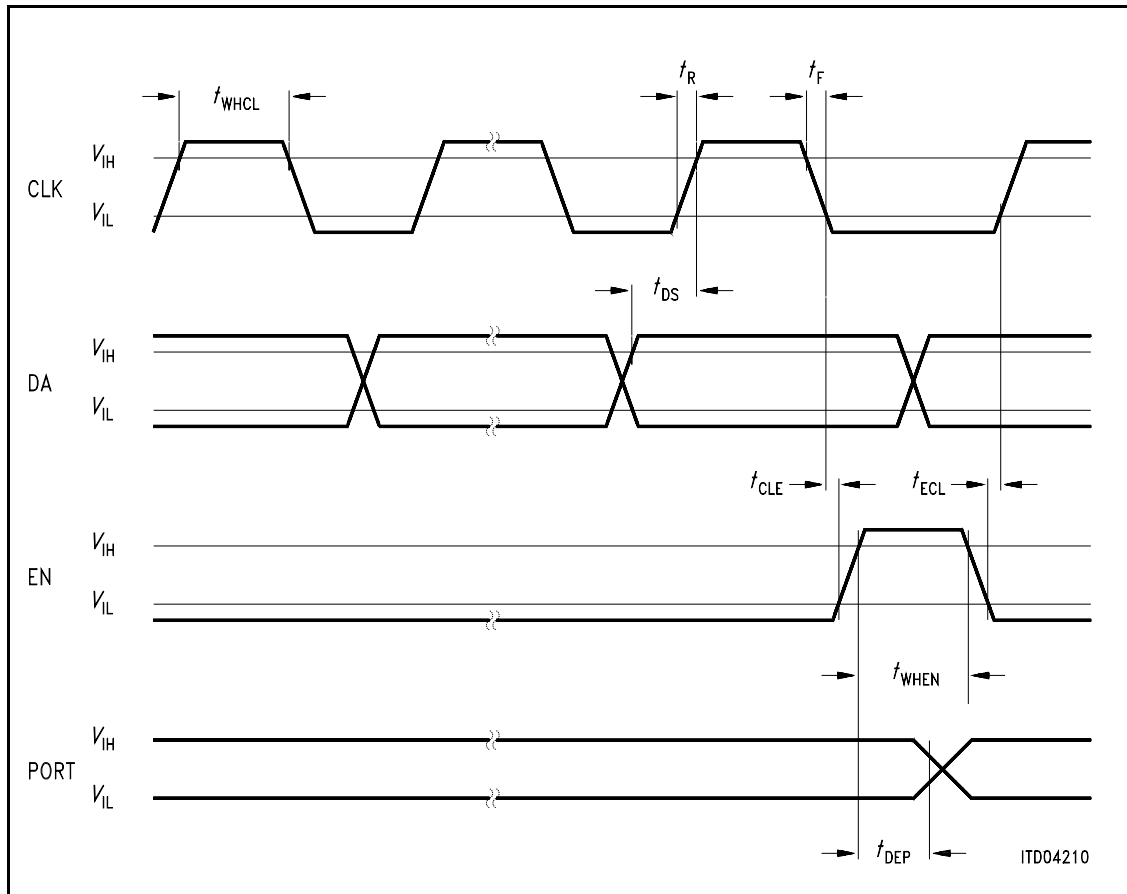 tR tF
tWHCL
VIH
CLK
VIL
tDS
VIH
DA
VIL
tCLE tECL
VIH
EN
VIL
tWHEN
VIH
PORT
VIL
tDEP ITD04210